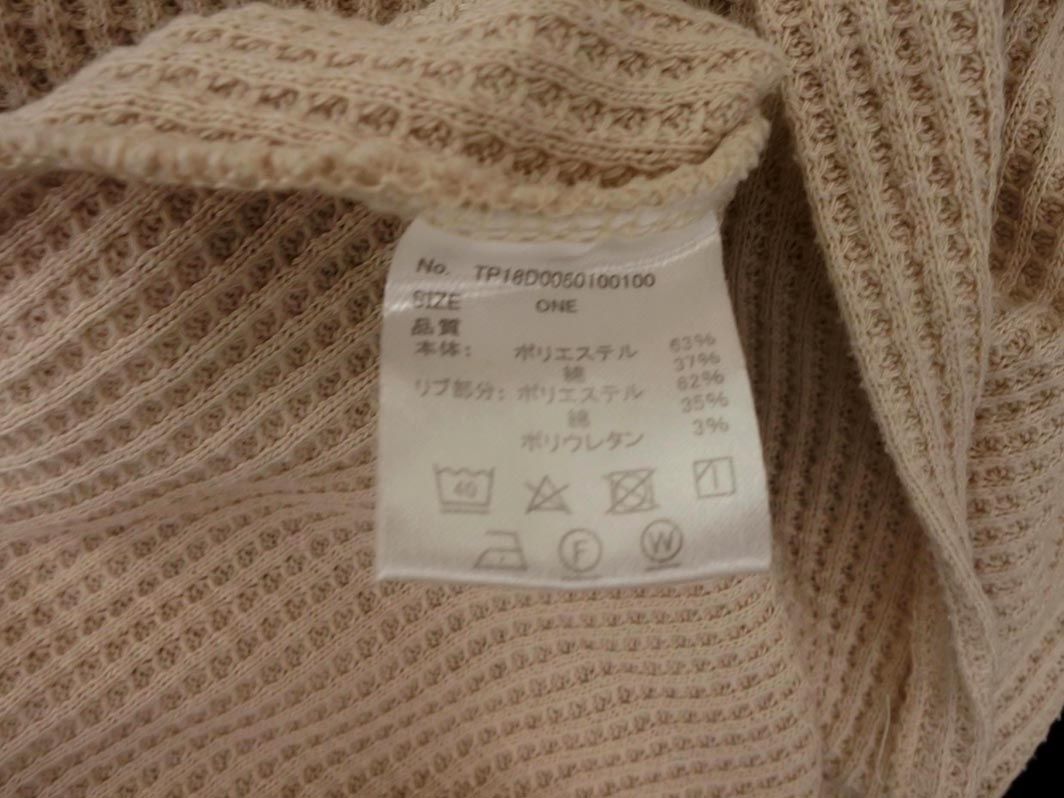 No. TP18D0060100100
SIZE ONE
品質
本体: ポリエステル 63%
綿 37%
リブ部分: ポリエステル 62%
綿 35%
ポリウレタン 3%
40
F W